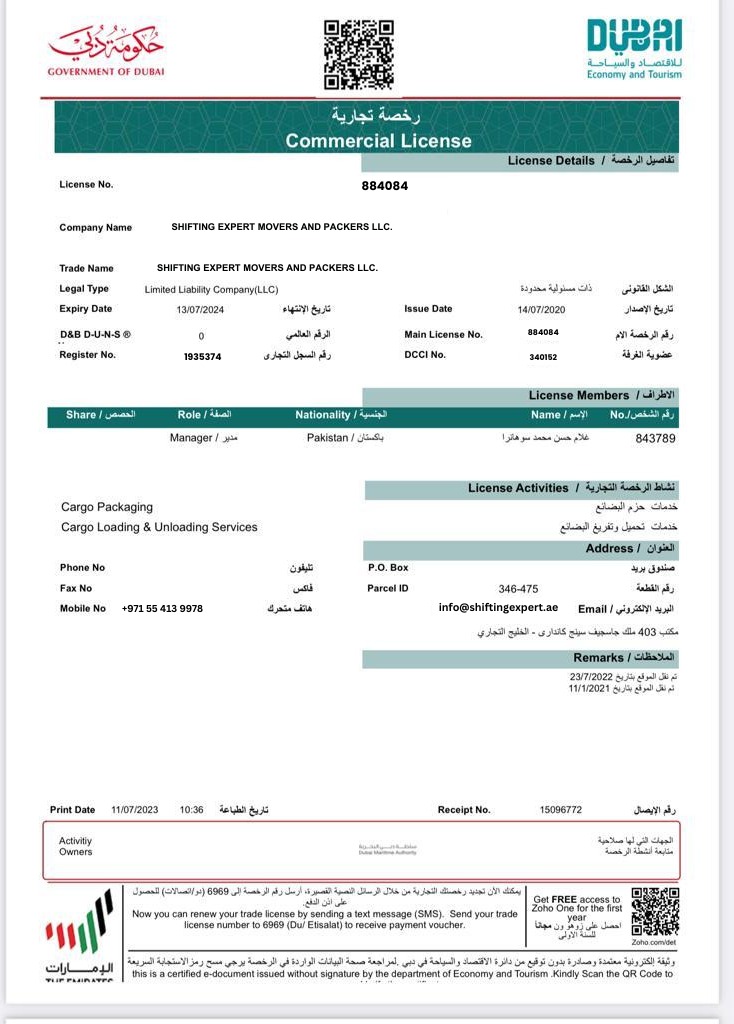 حكومة دبي
GOVERNMENT OF DUBAI
DUBAI
للاقتصاد والسياحة
Economy and Tourism
رخصة تجارية
Commercial License
License Details / تفاصيل الرخصة
License No. 884084
Company Name SHIFTING EXPERT MOVERS AND PACKERS LLC.
Trade Name SHIFTING EXPERT MOVERS AND PACKERS LLC.
Legal Type Limited Liability Company(LLC) ذات مسئولية محدودة الشكل القانونى
Expiry Date 13/07/2024 تاريخ الإنتهاء Issue Date 14/07/2020 تاريخ الإصدار
D&B D-U-N-S ® 0 الرقم العالمي Main License No. 884084 رقم الرخصة الام
Register No. 1935374 رقم السجل التجارى DCCI No. 340152 عضوية الغرفة
License Members / الاطراف
Share / الحصص Role / الصفة Nationality / الجنسية Name / الإسم No./رقم الشخص
Manager / مدير Pakistan / باكستان غلام حسن محمد سوهانرا 843789
License Activities / نشاط الرخصة التجارية
Cargo Packaging خدمات حزم البضائع
Cargo Loading & Unloading Services خدمات تحميل وتفريغ البضائع
Address / العنوان
Phone No تليفون P.O. Box صندوق بريد
Fax No فاكس Parcel ID 346-475 رقم القطعة
Mobile No +971 55 413 9978 هاتف متحرك info@shiftingexpert.ae Email / البريد الإلكتروني
مكتب 403 ملك جاسجيف سينج كاندارى - الخليج التجاري
Remarks / الملاحظات
تم نقل الموقع بتاريخ 23/7/2022
تم نقل الموقع بتاريخ 11/1/2021
Print Date 11/07/2023 10:36 تاريخ الطباعة Receipt No. 15096772 رقم الإيصال
Activitiy Owners
سلطة دبي البحرية
Dubai Maritime Authority
الجهات التي لها صلاحية
متابعة أنشطة الرخصة
يمكنك الآن تجديد رخصتك التجارية من خلال الرسائل النصية القصيرة، أرسل رقم الرخصة إلى 6969 (دو/اتصالات) للحصول
على اذن الدفع.
Now you can renew your trade license by sending a text message (SMS). Send your trade
license number to 6969 (Du/ Etisalat) to receive payment voucher.
Get FREE access to
Zoho One for the first
year
احصل على زوهو ون مجاناً
للسنة الأولى
Zoho.com/det
الإمارات
THE EMIRATES
وثيقة إلكترونية معتمدة وصادرة بدون توقيع من دائرة الاقتصاد والسياحة في دبي .لمراجعة صحة البيانات الواردة في الرخصة يرجي مسح رمز الاستجابة السريعة
this is a certified e-document issued without signature by the department of Economy and Tourism .Kindly Scan the QR Code to